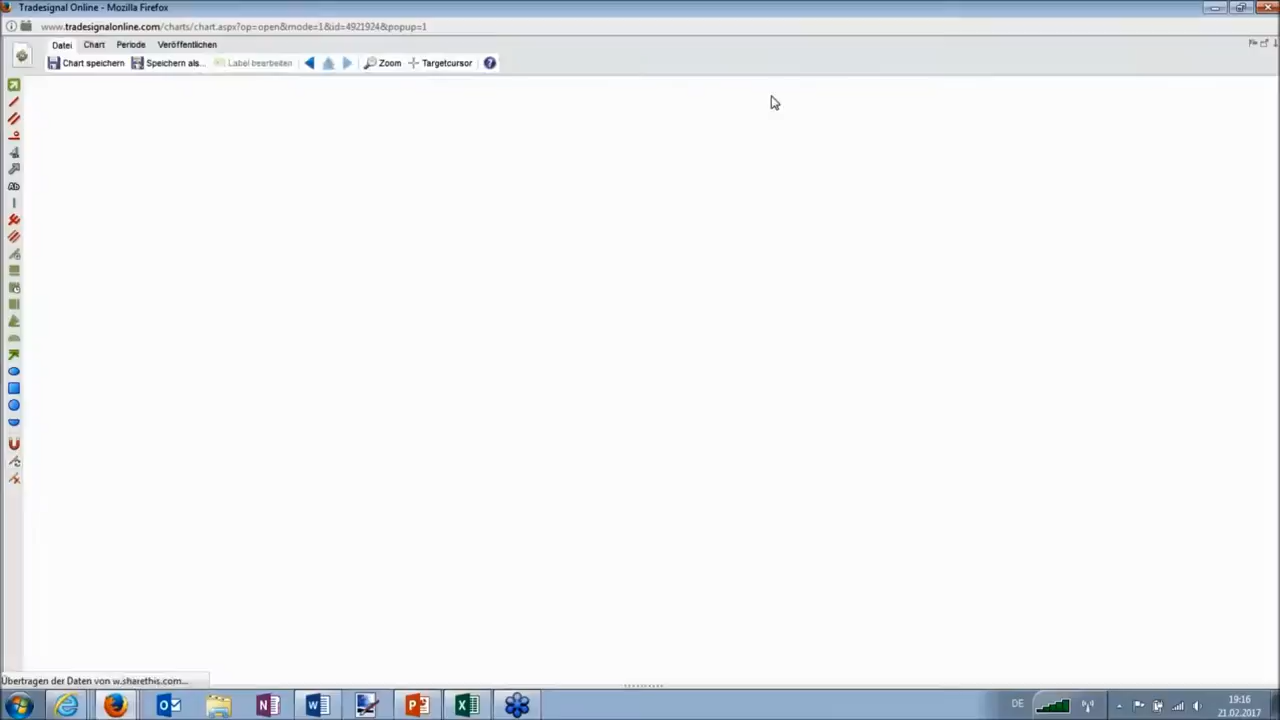 Tradesignal Online - Mozilla Firefox
www.tradesignalonline.com/charts/chart.aspx?op=open&mode=1&id=4921924&popup=1
Datei Chart Periode Veröffentlichen
Chart speichern Speichern als... Label bearbeiten Zoom Targetcursor ?
Ab
Übertragen der Daten von w.sharethis.com...
DE 19:16
21.02.2017